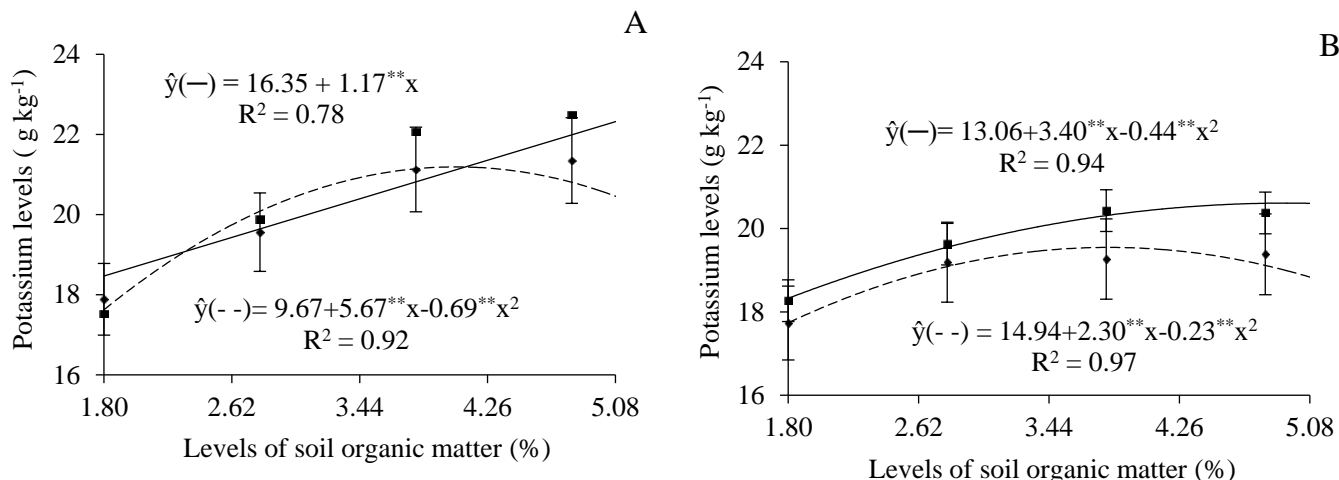 A
Potassium levels ( g kg⁻¹)
24
22
20
18
16
ŷ(─) = 16.35 + 1.17**x
R² = 0.78
ŷ(- -)= 9.67+5.67**x-0.69**x²
R² = 0.92
1.80 2.62 3.44 4.26 5.08
Levels of soil organic matter (%)
B
Potassium levels (g kg⁻¹)
24
22
20
18
16
ŷ(─) = 13.06+3.40**x-0.44**x²
R² = 0.94
ŷ(- -) = 14.94+2.30**x-0.23**x²
R² = 0.97
1.80 2.62 3.44 4.26 5.08
Levels of soil organic matter (%)